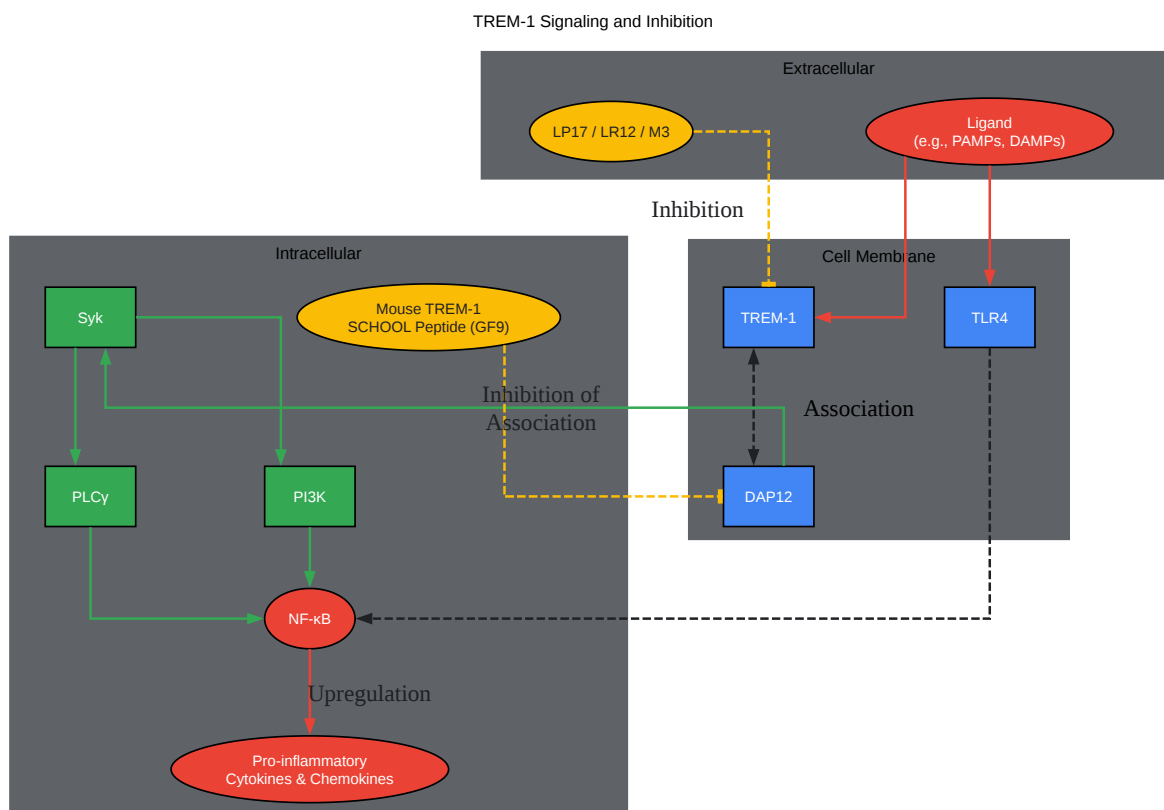 TREM-1 Signaling and Inhibition
Extracellular
LP17 / LR12 / M3
Ligand
(e.g., PAMPs, DAMPs)
Inhibition
Intracellular
Cell Membrane
Syk
Mouse TREM-1
SCHOOL Peptide (GF9)
TREM-1
TLR4
Inhibition of
Association
Association
PLCγ
PI3K
DAP12
NF-κB
Upregulation
Pro-inflammatory
Cytokines & Chemokines